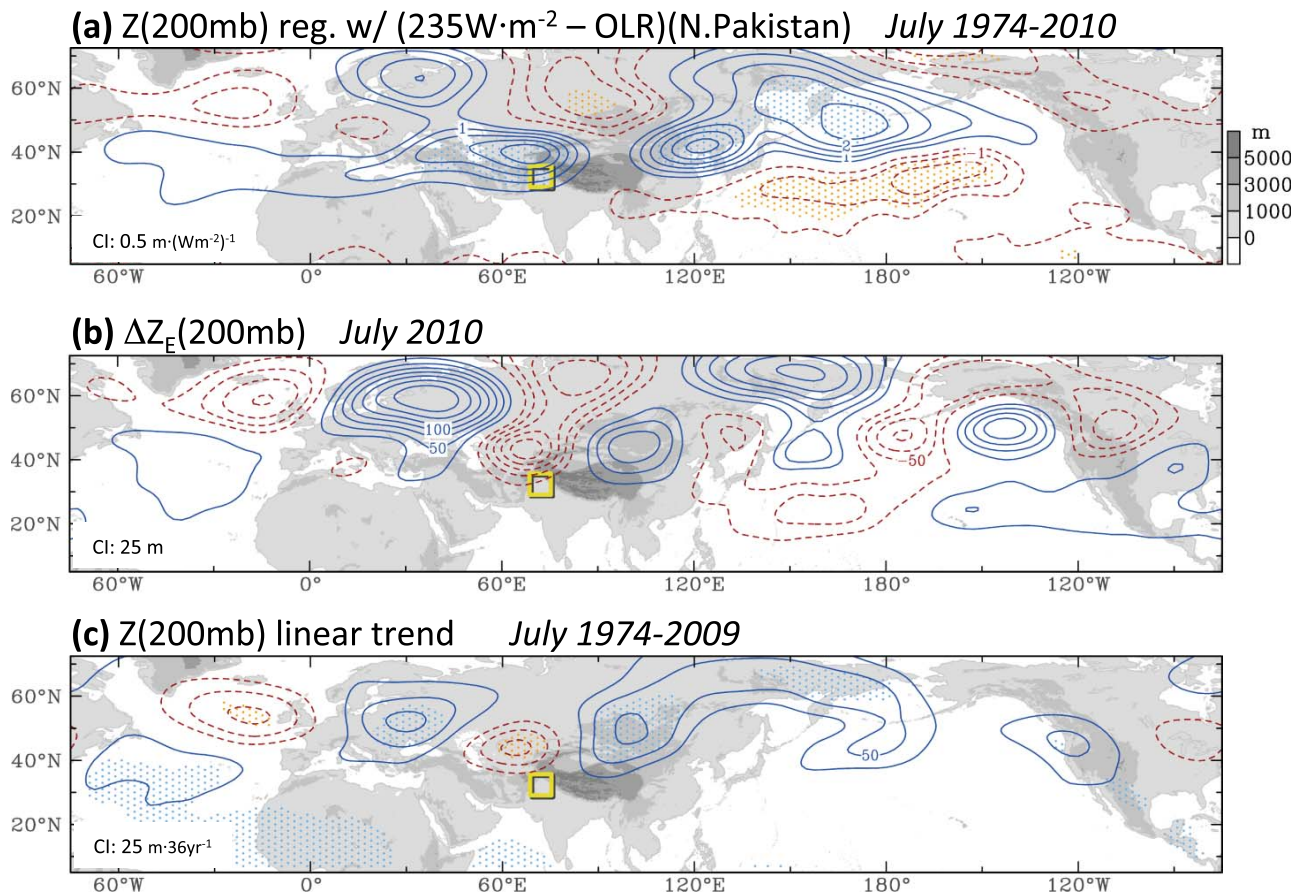 (a) Z(200mb) reg. w/ (235W·m⁻² – OLR)(N.Pakistan) July 1974-2010
60°N
40°N
20°N
1
2
1
-1
CI: 0.5 m·(Wm⁻²)⁻¹
m
5000
3000
1000
0
60°W 0° 60°E 120°E 180° 120°W
(b) ΔZE(200mb) July 2010
60°N
40°N
20°N
100
50
-50
CI: 25 m
60°W 0° 60°E 120°E 180° 120°W
(c) Z(200mb) linear trend July 1974-2009
60°N
40°N
20°N
50
CI: 25 m·36yr⁻¹
60°W 0° 60°E 120°E 180° 120°W